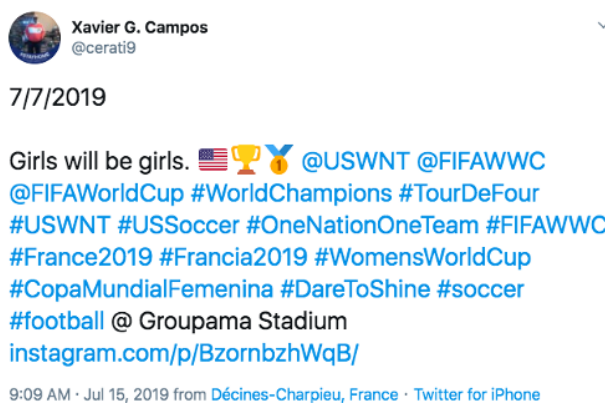 Xavier G. Campos
@cerati9
7/7/2019
Girls will be girls. 🇺🇸🏆🥇 @USWNT @FIFAWWC
@FIFAWorldCup #WorldChampions #TourDeFour
#USWNT #USSoccer #OneNationOneTeam #FIFAWWC
#France2019 #Francia2019 #WomensWorldCup
#CopaMundialFemenina #DareToShine #soccer
#football @ Groupama Stadium
instagram.com/p/BzornbzhWqB/
9:09 AM · Jul 15, 2019 from Décines-Charpieu, France · Twitter for iPhone